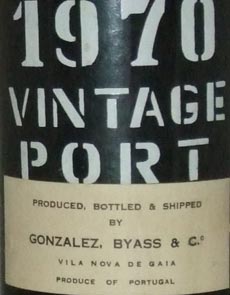 1970
VINTAGE
PORT
PRODUCED, BOTTLED & SHIPPED
BY
GONZALEZ, BYASS & Cº
VILA NOVA DE GAIA
PRODUCE OF PORTUGAL